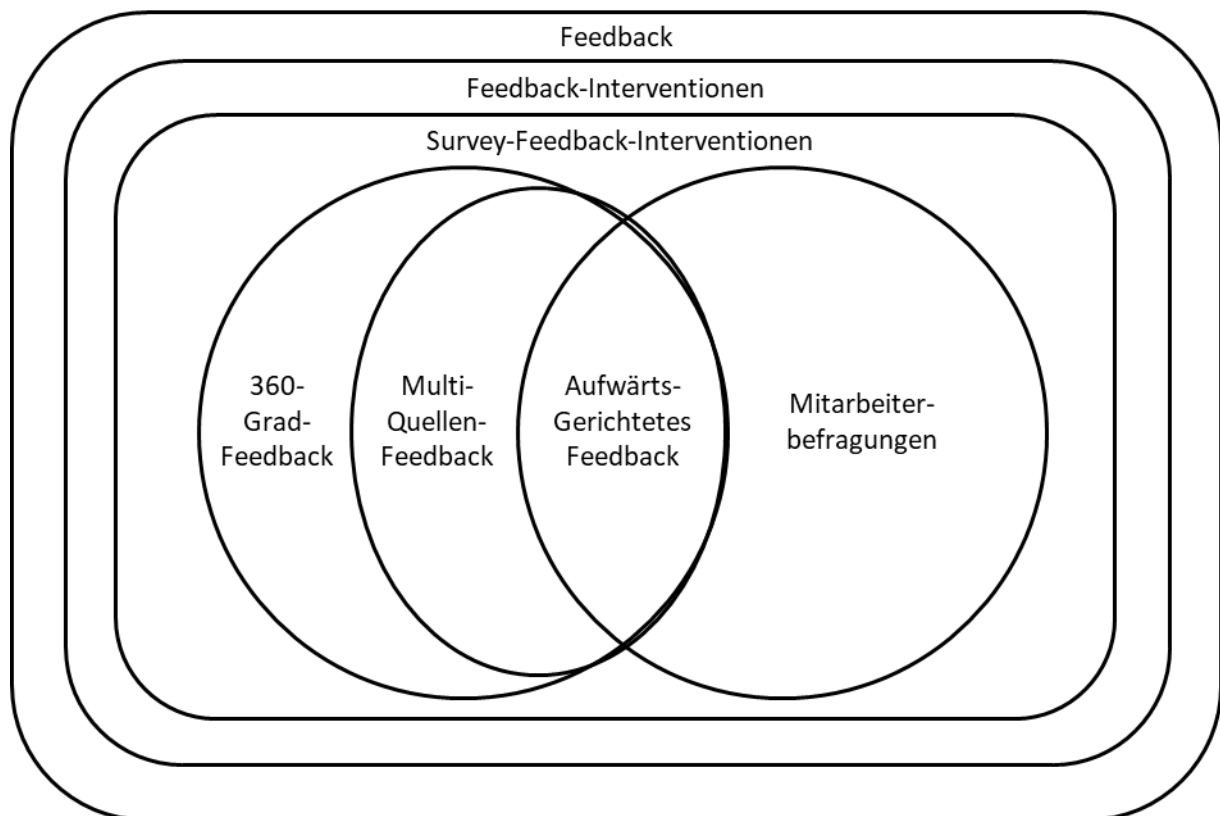 Feedback
Feedback-Interventionen
Survey-Feedback-Interventionen
360-
Grad-
Feedback
Multi-
Quellen-
Feedback
Aufwärts-
Gerichtetes
Feedback
Mitarbeiter-
befragungen